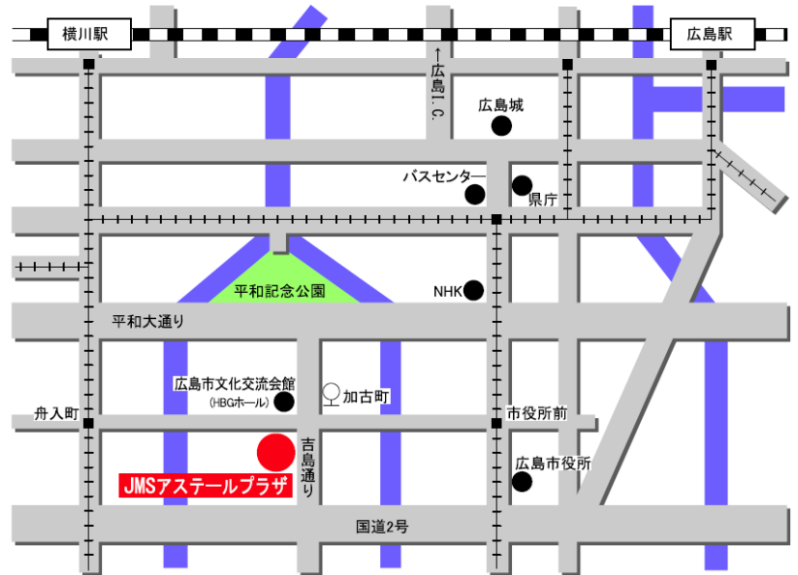 横川駅
広島駅
←広島I.C.
広島城
バスセンター
県庁
平和記念公園
NHK
平和大通り
広島市文化交流会館
(HBGホール)
加古町
舟入町
市役所前
吉島通り
広島市役所
JMSアステールプラザ
国道2号